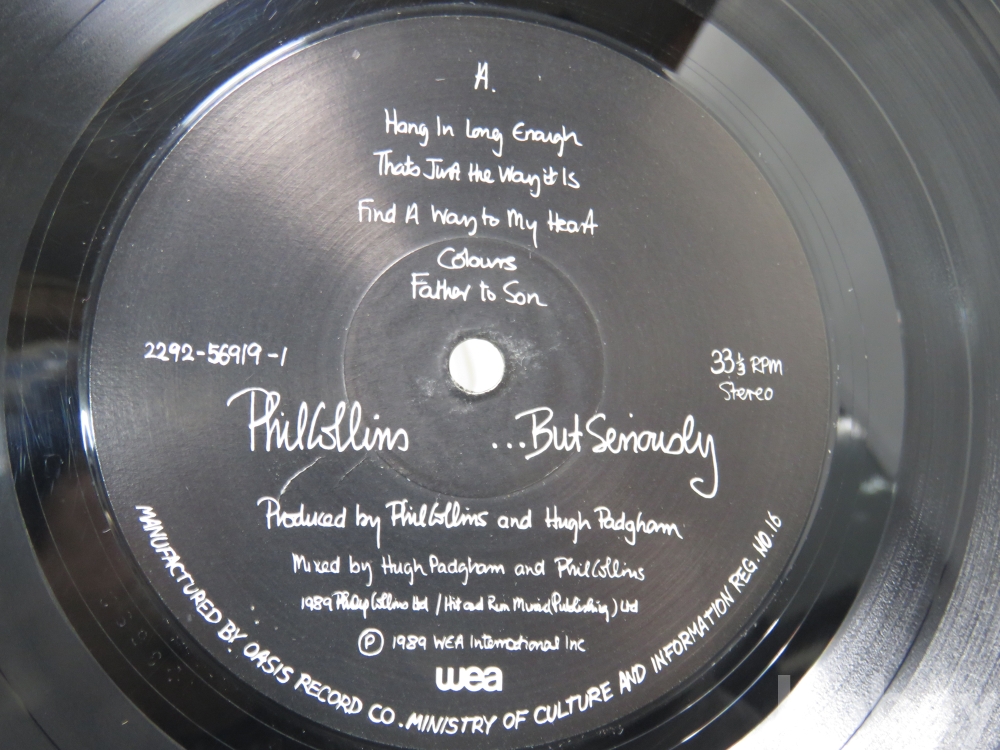 A.
Hang In Long Enough
Thats Just the Way it Is
Find A Way to My Heart
Colours
Father to Son
2292-56919-1
33⅓ RPM
Stereo
Phil Collins ...But Seriously
Produced by Phil Collins and Hugh Padgham
Mixed by Hugh Padgham and Phil Collins
1989 Philip Collins Ltd / Hit and Run Music (Publishing) Ltd
Ⓟ 1989 WEA International Inc
wea
MANUFACTURED BY OASIS RECORD CO. MINISTRY OF CULTURE AND INFORMATION REG. NO. 16